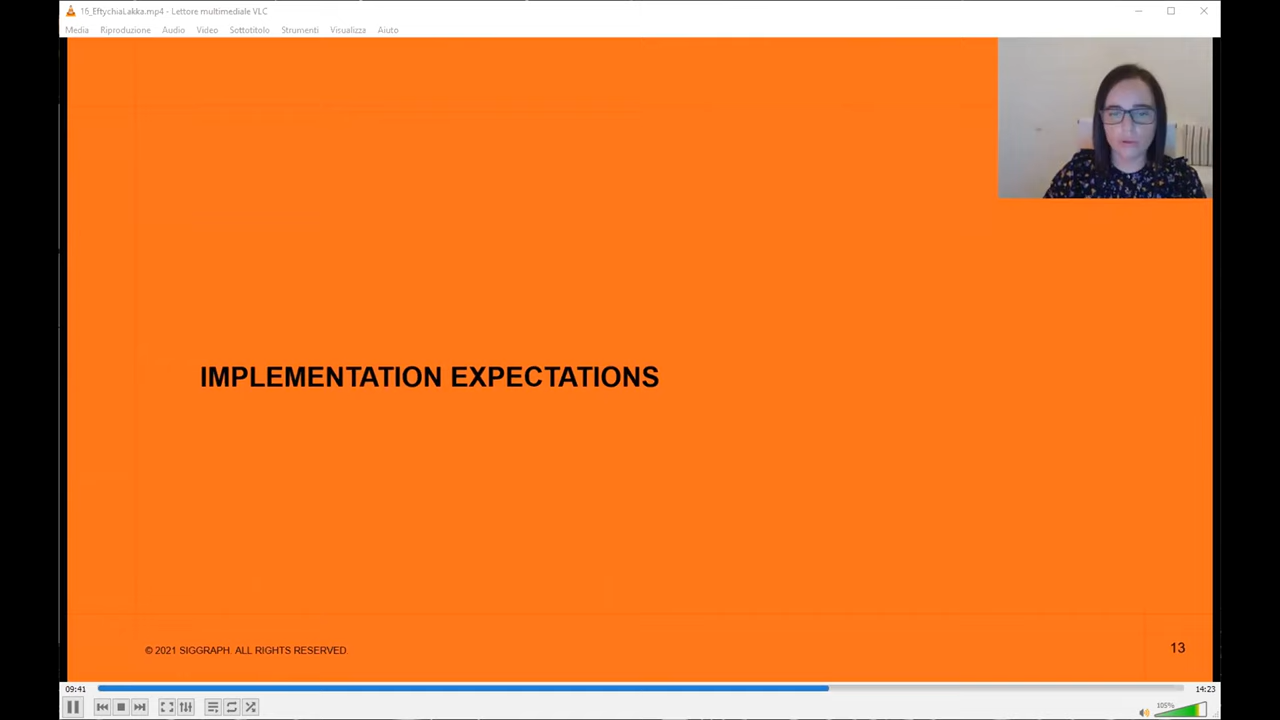 15_EftychiaLakka.mp4 - Lettore multimediale VLC
Media Riproduzione Audio Video Sottotitolo Strumenti Visualizza Aiuto
IMPLEMENTATION EXPECTATIONS
© 2021 SIGGRAPH. ALL RIGHTS RESERVED.
13
09:41
14:23
105%